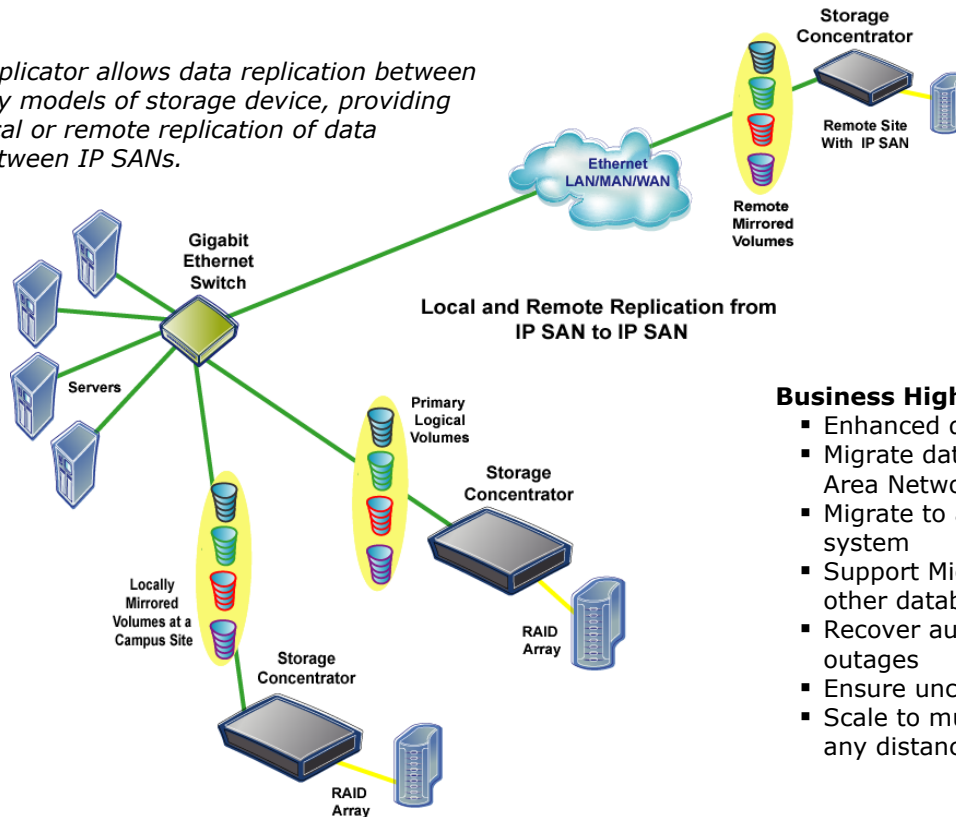 plicator allows data replication between
y models of storage device, providing
al or remote replication of data
tween IP SANs.
Storage
Concentrator
Remote Site
With IP SAN
Ethernet
LAN/MAN/WAN
Remote
Mirrored
Volumes
Gigabit
Ethernet
Switch
Local and Remote Replication from
IP SAN to IP SAN
Servers
Primary
Logical
Volumes
Storage
Concentrator
RAID
Array
Locally
Mirrored
Volumes at a
Campus Site
Storage
Concentrator
RAID
Array
Business High
▪ Enhanced
▪ Migrate dat
Area Netwo
▪ Migrate to
system
▪ Support Mi
other datab
▪ Recover au
outages
▪ Ensure unc
▪ Scale to mu
any distanc